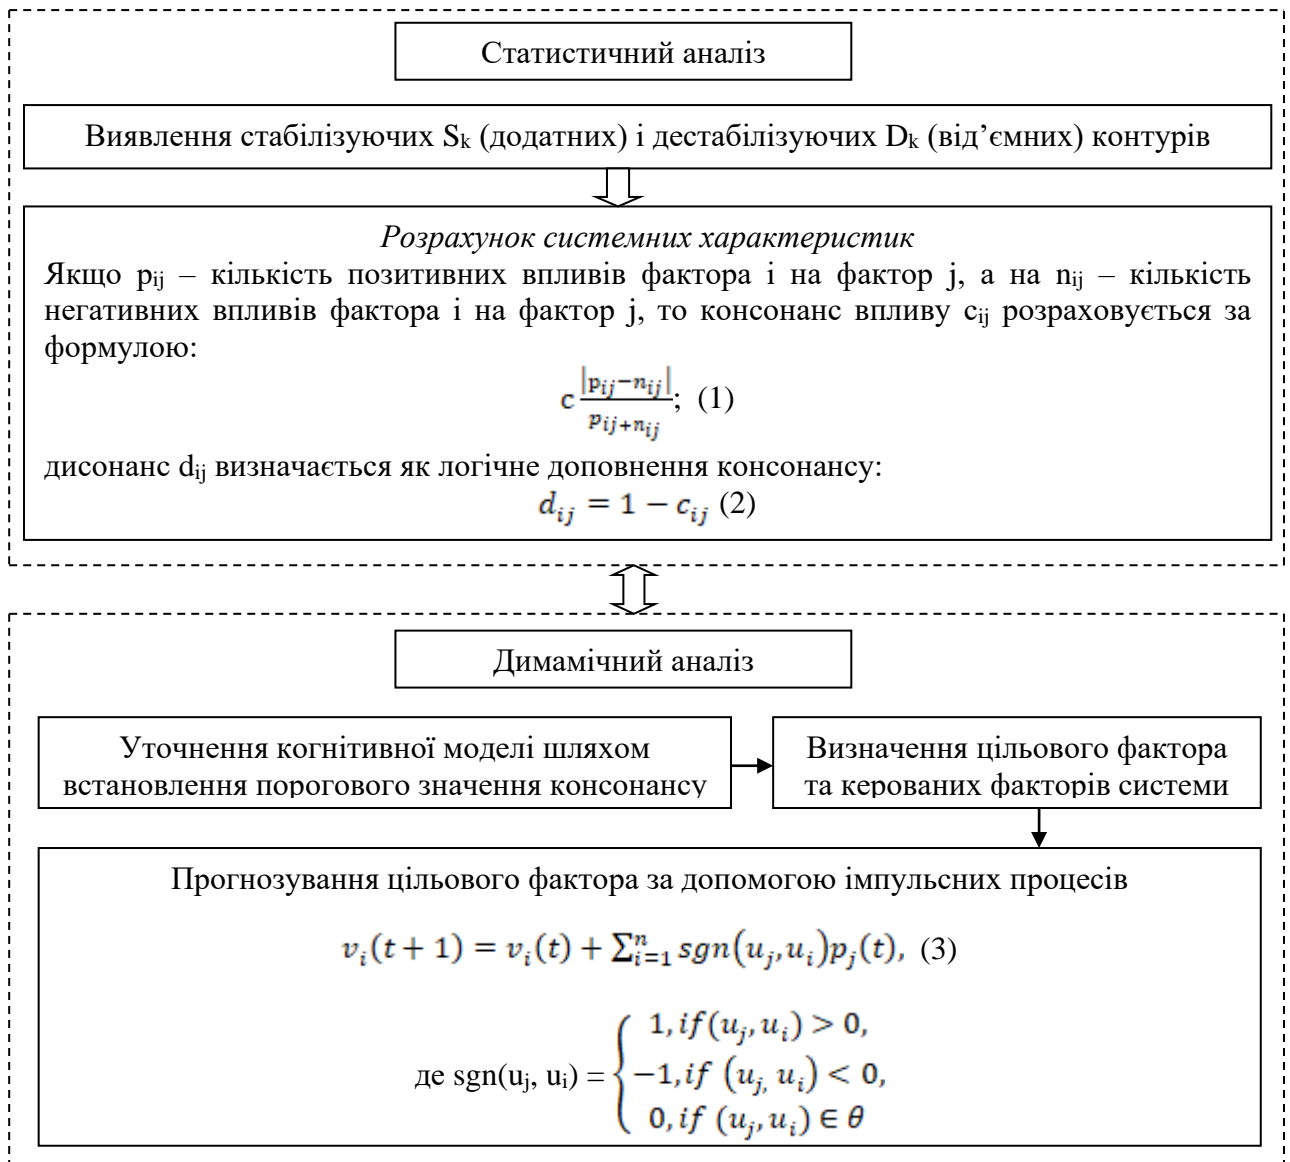 Статистичний аналіз
Виявлення стабілізуючих Sk (додатних) і дестабілізуючих Dk (від’ємних) контурів
Розрахунок системних характеристик
Якщо pij – кількість позитивних впливів фактора i на фактор j, а на nij – кількість
негативних впливів фактора i на фактор j, то консонанс впливу cij розраховується за
формулою:
c |pij−nij| / pij+nij; (1)
дисонанс dij визначається як логічне доповнення консонансу:
dij = 1 − cij (2)
Димамічний аналіз
Уточнення когнітивної моделі шляхом
встановлення порогового значення консонансу
Визначення цільового фактора
та керованих факторів системи
Прогнозування цільового фактора за допомогою імпульсних процесів
vi(t + 1) = vi(t) + ∑ni=1 sgn(uj, ui)pj(t), (3)
1, if(uj, ui) > 0,
де sgn(uj, ui) = { −1, if (uj, ui) < 0,
0, if (uj, ui) ∈ θ